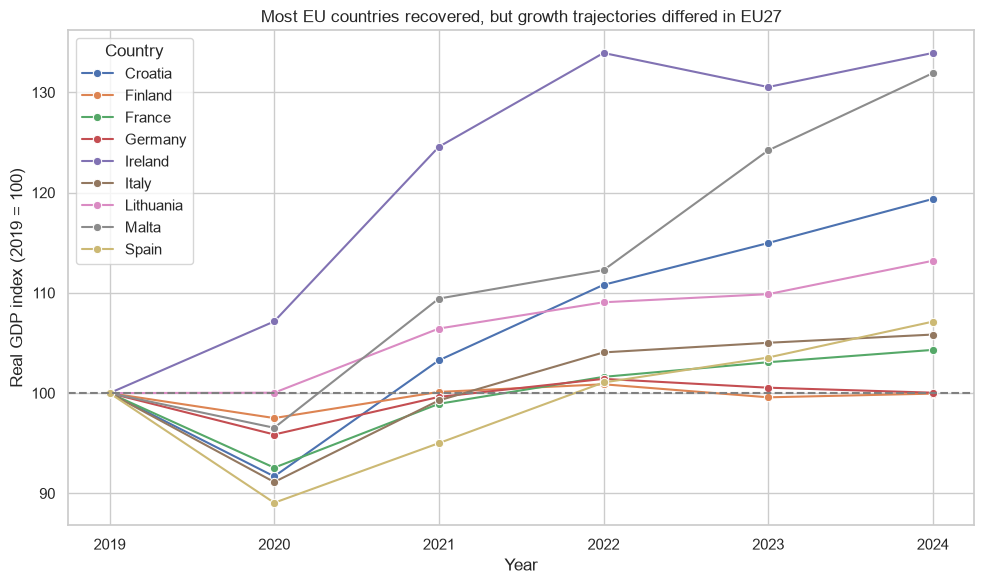 Most EU countries recovered, but growth trajectories differed in EU27
Country
Croatia
Finland
France
Germany
Ireland
Italy
Lithuania
Malta
Spain
Real GDP index (2019 = 100)
130
120
110
100
90
2019 2020 2021 2022 2023 2024
Year